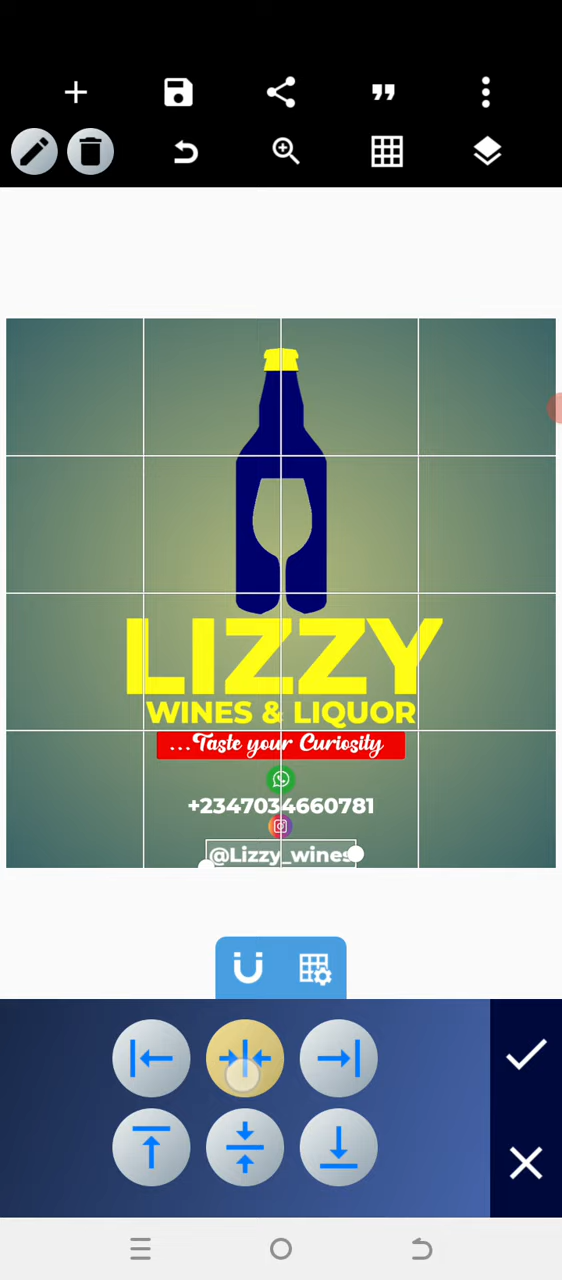 LIZZY
WINES & LIQUOR
...Taste your Curiosity
+2347034660781
@Lizzy_wines